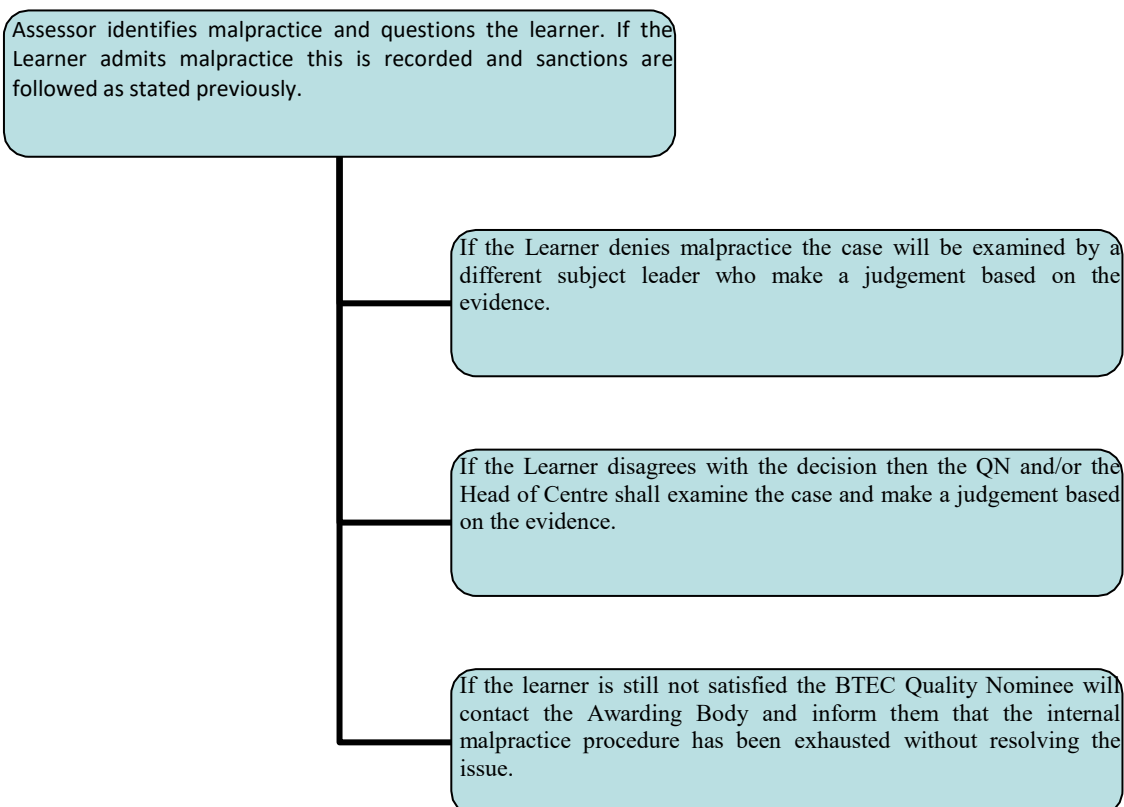 Assessor identifies malpractice and questions the learner. If the
Learner admits malpractice this is recorded and sanctions are
followed as stated previously.
If the Learner denies malpractice the case will be examined by a
different subject leader who make a judgement based on the
evidence.
If the Learner disagrees with the decision then the QN and/or the
Head of Centre shall examine the case and make a judgement based
on the evidence.
If the learner is still not satisfied the BTEC Quality Nominee will
contact the Awarding Body and inform them that the internal
malpractice procedure has been exhausted without resolving the
issue.